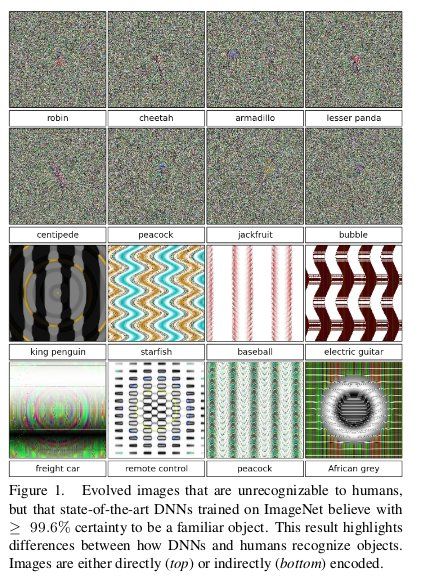 robin cheetah armadillo lesser panda
centipede peacock jackfruit bubble
king penguin starfish baseball electric guitar
freight car remote control peacock African grey
Figure 1. Evolved images that are unrecognizable to humans,
but that state-of-the-art DNNs trained on ImageNet believe with
≥ 99.6% certainty to be a familiar object. This result highlights
differences between how DNNs and humans recognize objects.
Images are either directly (top) or indirectly (bottom) encoded.